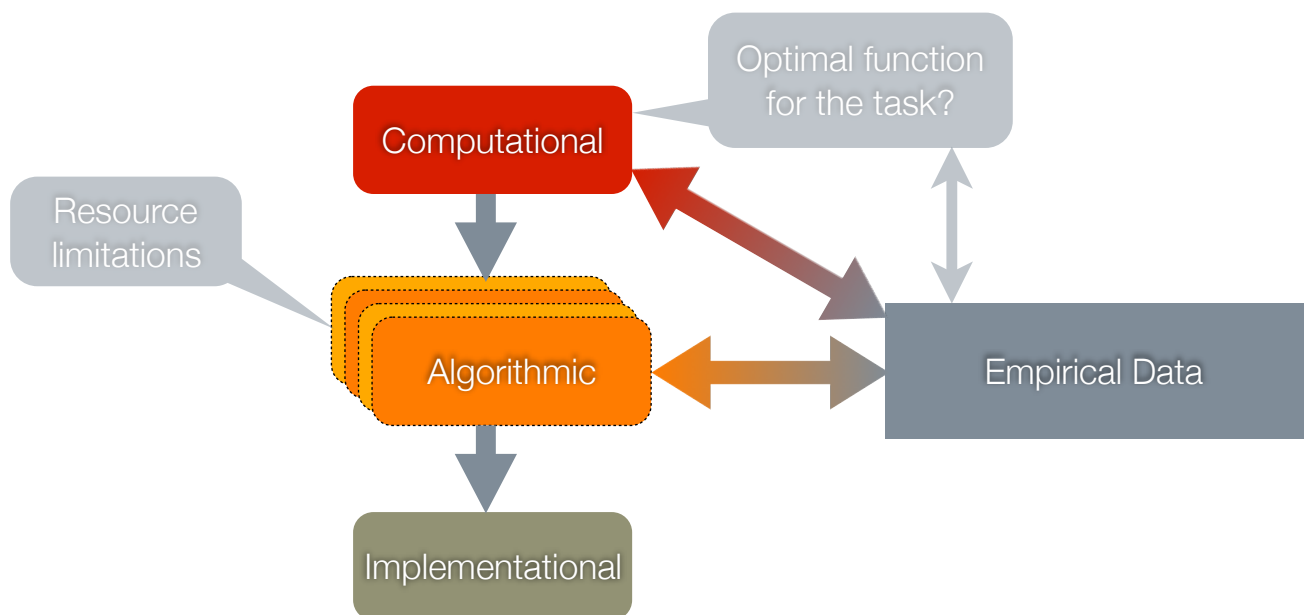 Optimal function
for the task?
Computational
Resource
limitations
Algorithmic
Empirical Data
Implementational